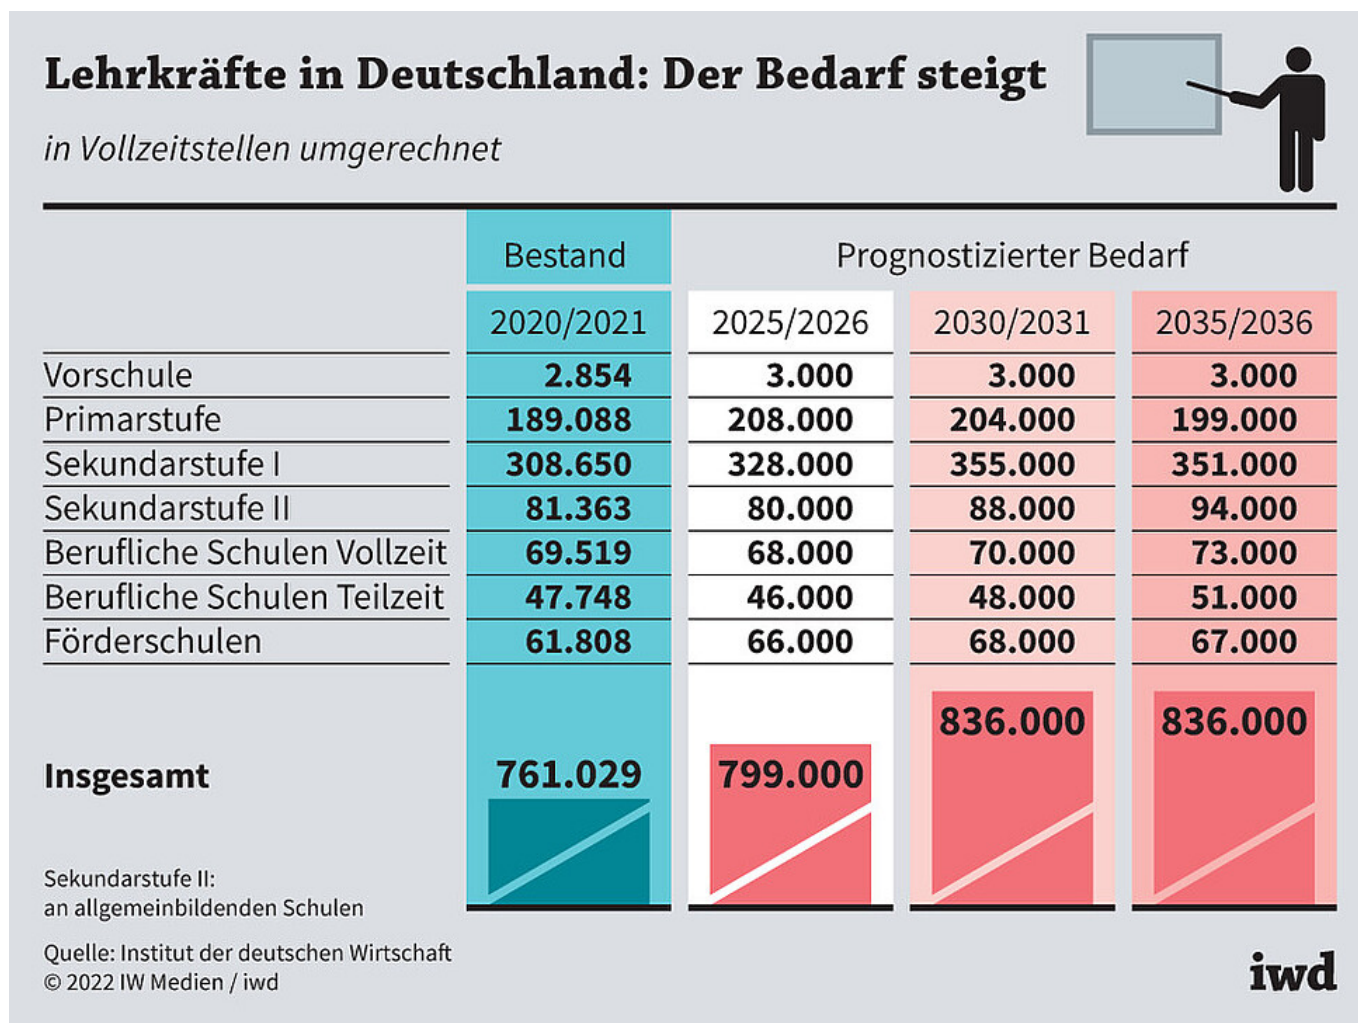 Lehrkräfte in Deutschland: Der Bedarf steigt
in Vollzeitstellen umgerechnet
Bestand Prognostizierter Bedarf
2020/2021 2025/2026 2030/2031 2035/2036
Vorschule 2.854 3.000 3.000 3.000
Primarstufe 189.088 208.000 204.000 199.000
Sekundarstufe I 308.650 328.000 355.000 351.000
Sekundarstufe II 81.363 80.000 88.000 94.000
Berufliche Schulen Vollzeit 69.519 68.000 70.000 73.000
Berufliche Schulen Teilzeit 47.748 46.000 48.000 51.000
Förderschulen 61.808 66.000 68.000 67.000
Insgesamt 761.029 799.000 836.000 836.000
Sekundarstufe II:
an allgemeinbildenden Schulen
Quelle: Institut der deutschen Wirtschaft
© 2022 IW Medien / iwd
iwd